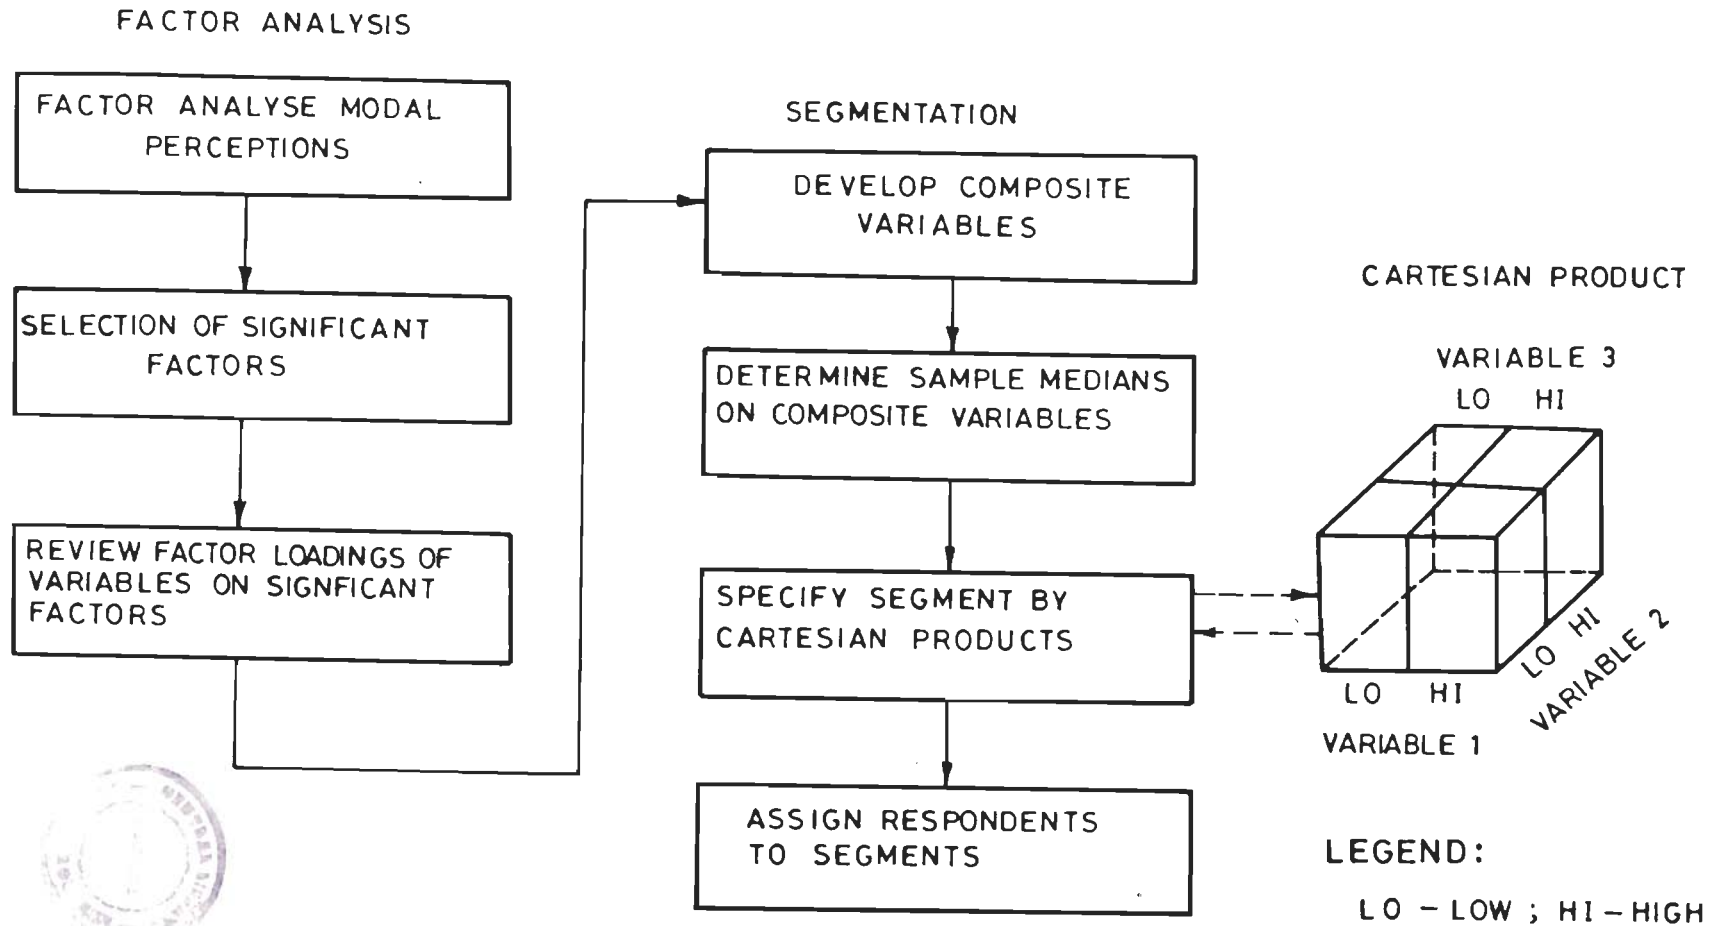 FACTOR ANALYSIS
FACTOR ANALYSE MODAL
PERCEPTIONS
SELECTION OF SIGNIFICANT
FACTORS
REVIEW FACTOR LOADINGS OF
VARIABLES ON SIGNFICANT
FACTORS
SEGMENTATION
DEVELOP COMPOSITE
VARIABLES
DETERMINE SAMPLE MEDIANS
ON COMPOSITE VARIABLES
SPECIFY SEGMENT BY
CARTESIAN PRODUCTS
ASSIGN RESPONDENTS
TO SEGMENTS
CARTESIAN PRODUCT
VARIABLE 3
LO HI
LO HI
VARIABLE 2
LO HI
VARIABLE 1
LEGEND:
LO - LOW ; HI - HIGH